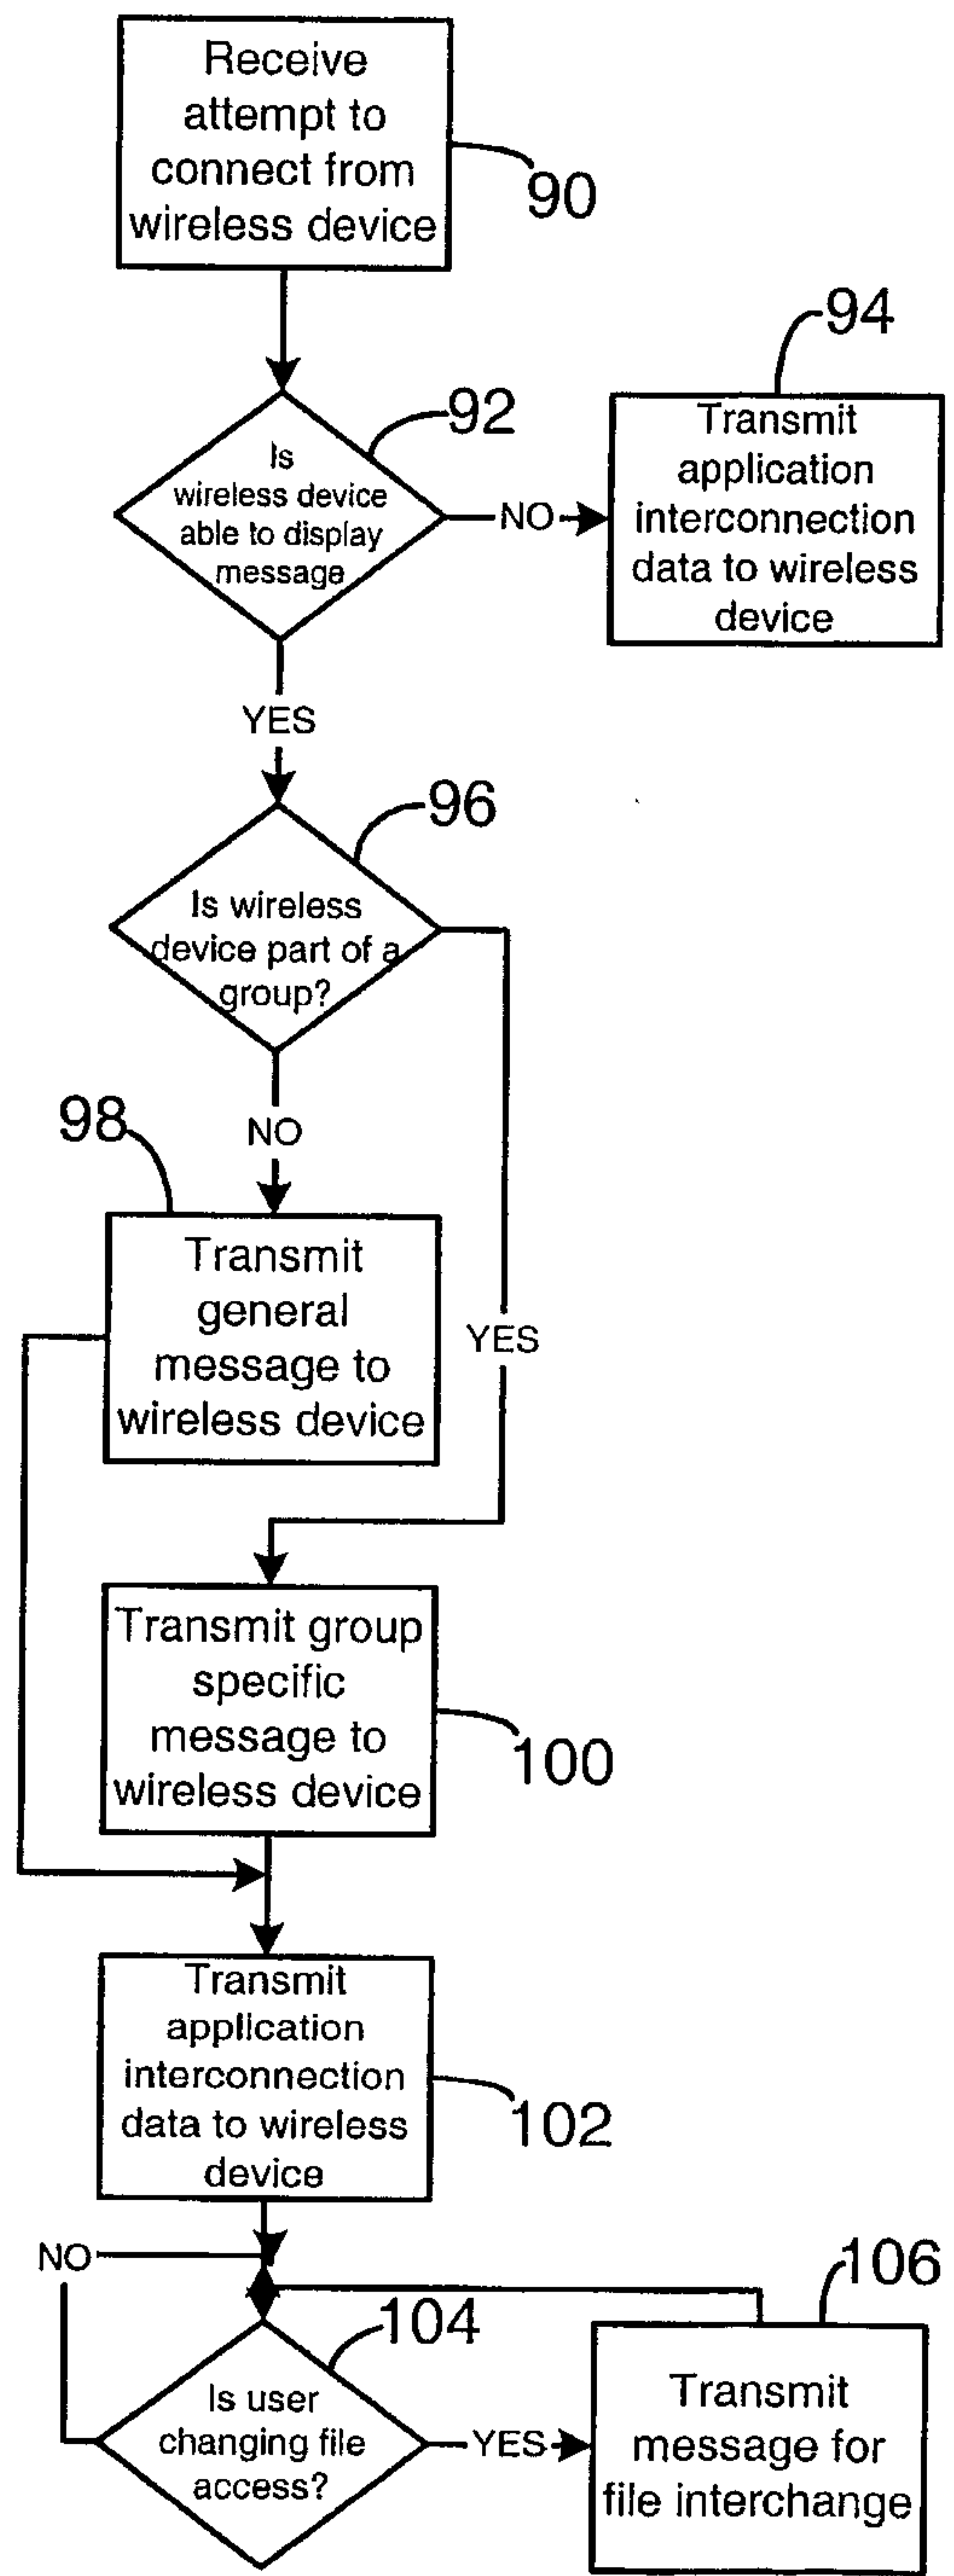 Receive
attempt to
connect from
wireless device
90
94
92
Is
wireless device
able to display
message
NO
Transmit
application
interconnection
data to wireless
device
YES
96
Is wireless
device part of a
group?
98
NO
Transmit
general
message to
wireless device
YES
Transmit group
specific
message to
wireless device
100
Transmit
application
interconnection
data to wireless
device
102
NO
106
104
Is user
changing file
access?
YES
Transmit
message for
file interchange